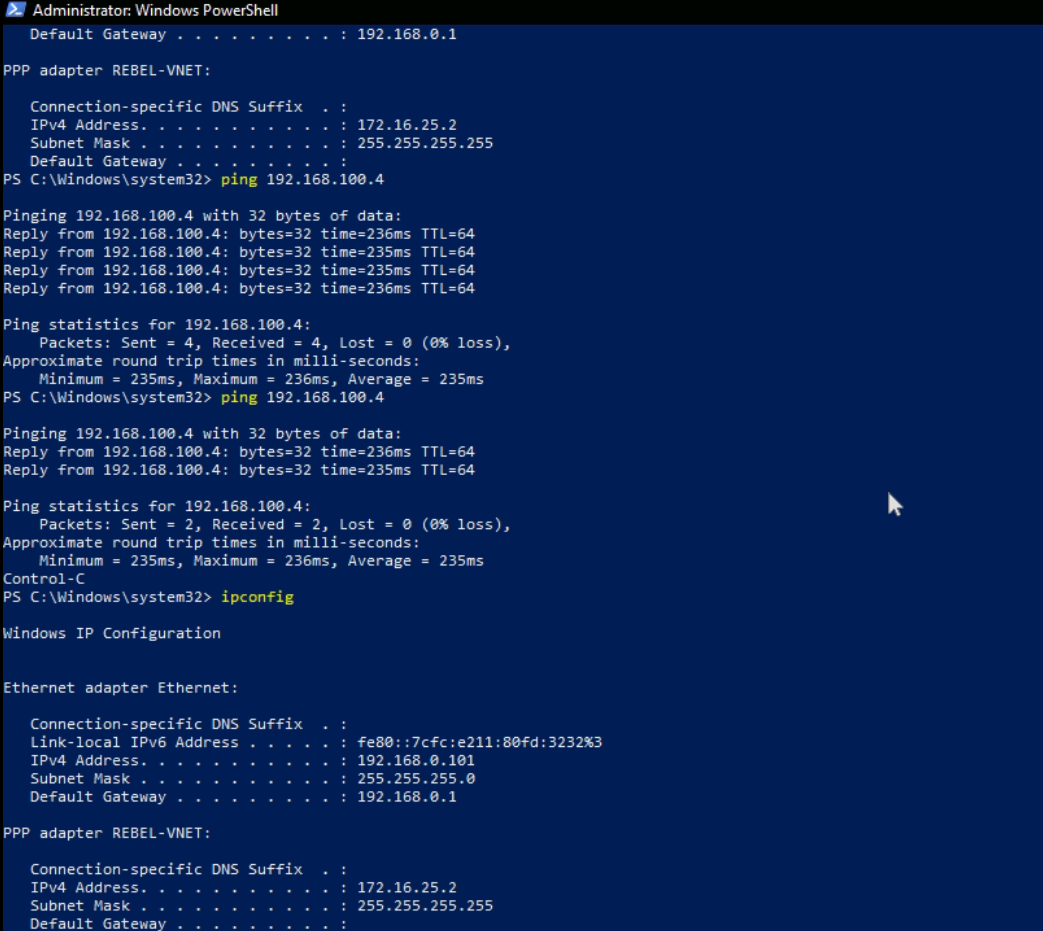 Administrator: Windows PowerShell
   Default Gateway . . . . . . . . . : 192.168.0.1
PPP adapter REBEL-VNET:
   Connection-specific DNS Suffix  . :
   IPv4 Address. . . . . . . . . . . : 172.16.25.2
   Subnet Mask . . . . . . . . . . . : 255.255.255.255
   Default Gateway . . . . . . . . . :
PS C:\Windows\system32> ping 192.168.100.4
Pinging 192.168.100.4 with 32 bytes of data:
Reply from 192.168.100.4: bytes=32 time=236ms TTL=64
Reply from 192.168.100.4: bytes=32 time=235ms TTL=64
Reply from 192.168.100.4: bytes=32 time=235ms TTL=64
Reply from 192.168.100.4: bytes=32 time=236ms TTL=64
Ping statistics for 192.168.100.4:
    Packets: Sent = 4, Received = 4, Lost = 0 (0% loss),
Approximate round trip times in milli-seconds:
    Minimum = 235ms, Maximum = 236ms, Average = 235ms
PS C:\Windows\system32> ping 192.168.100.4
Pinging 192.168.100.4 with 32 bytes of data:
Reply from 192.168.100.4: bytes=32 time=236ms TTL=64
Reply from 192.168.100.4: bytes=32 time=235ms TTL=64
Ping statistics for 192.168.100.4:
    Packets: Sent = 2, Received = 2, Lost = 0 (0% loss),
Approximate round trip times in milli-seconds:
    Minimum = 235ms, Maximum = 236ms, Average = 235ms
Control-C
PS C:\Windows\system32> ipconfig
Windows IP Configuration
Ethernet adapter Ethernet:
   Connection-specific DNS Suffix  . :
   Link-local IPv6 Address . . . . . : fe80::7cfc:e211:80fd:3232%3
   IPv4 Address. . . . . . . . . . . : 192.168.0.101
   Subnet Mask . . . . . . . . . . . : 255.255.255.0
   Default Gateway . . . . . . . . . : 192.168.0.1
PPP adapter REBEL-VNET:
   Connection-specific DNS Suffix  . :
   IPv4 Address. . . . . . . . . . . : 172.16.25.2
   Subnet Mask . . . . . . . . . . . : 255.255.255.255
   Default Gateway . . . . . . . . . :